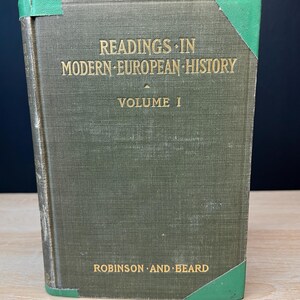 READINGS·IN
MODERN·EUROPEAN·HISTORY
VOLUME I
ROBINSON·AND·BEARD